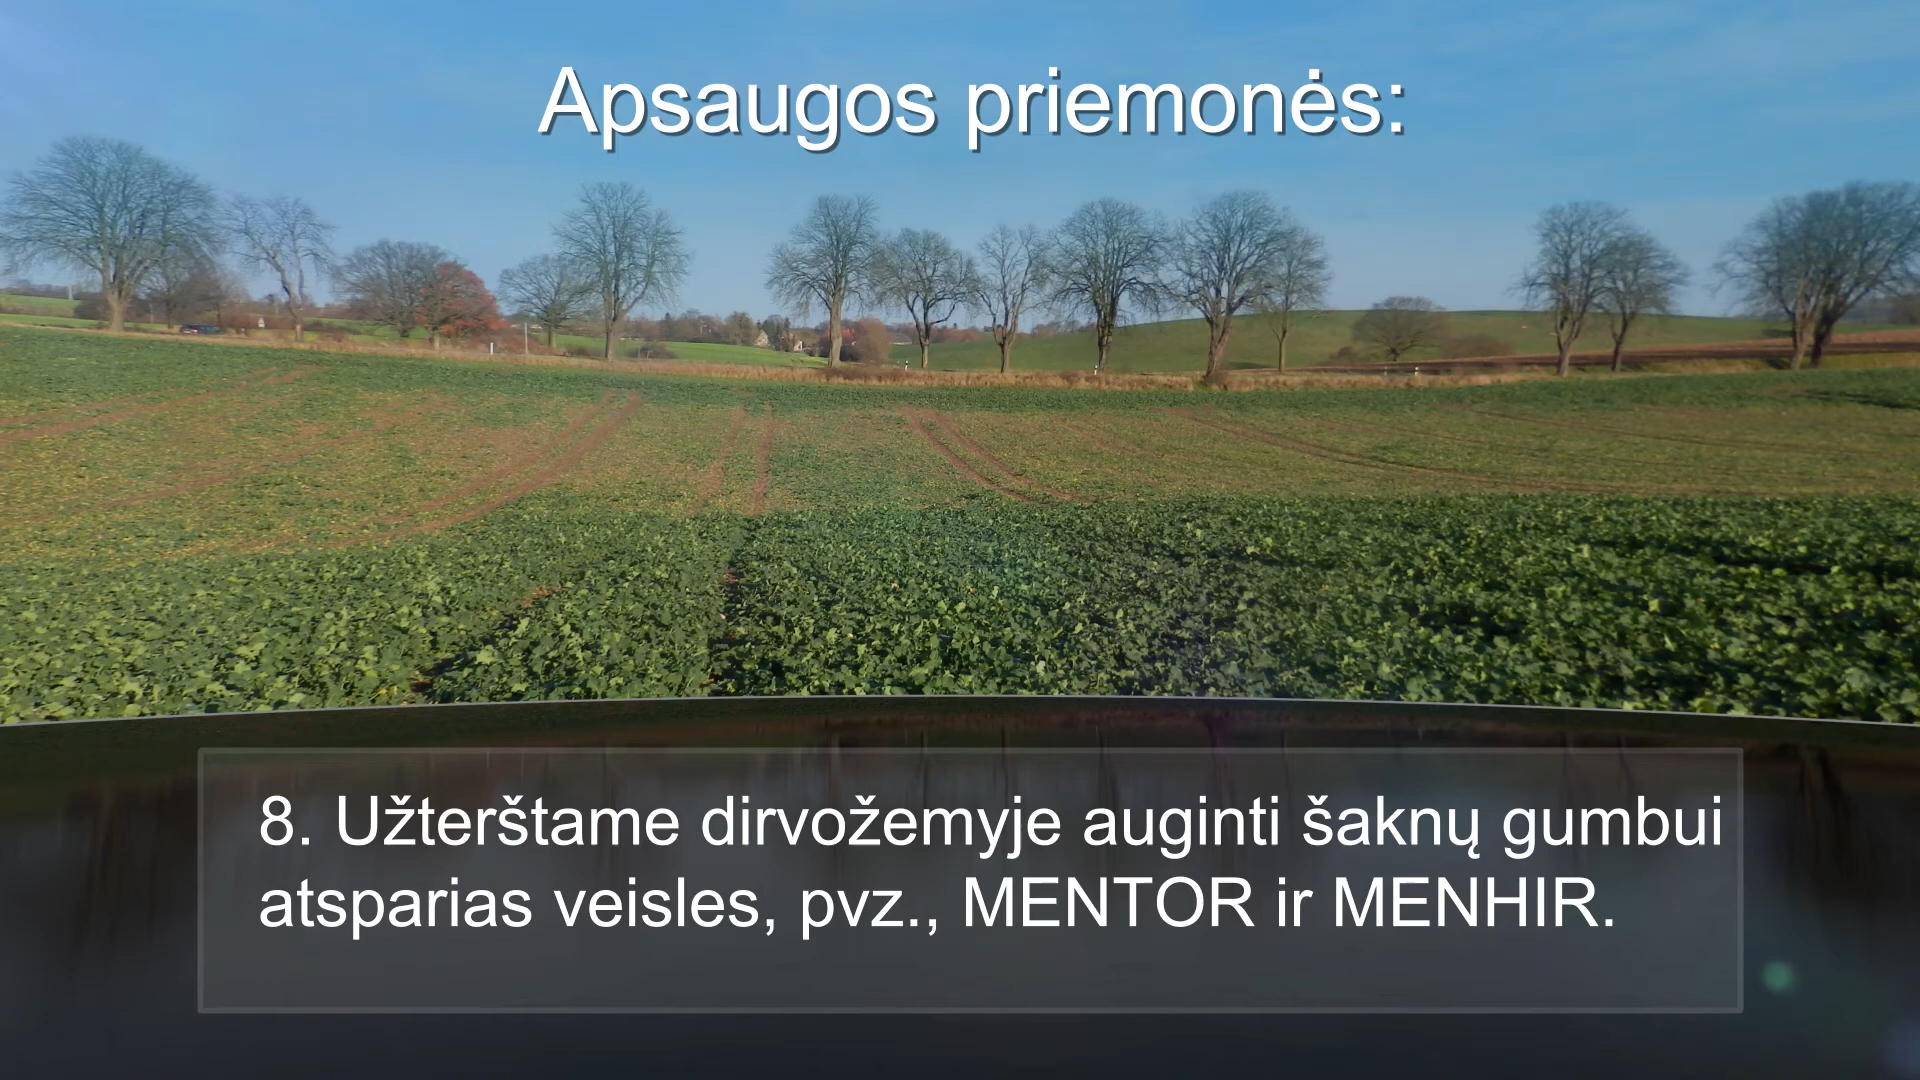 Apsaugos priemonės:
8. Užterštame dirvožemyje auginti šaknų gumbui
atsparias veisles, pvz., MENTOR ir MENHIR.